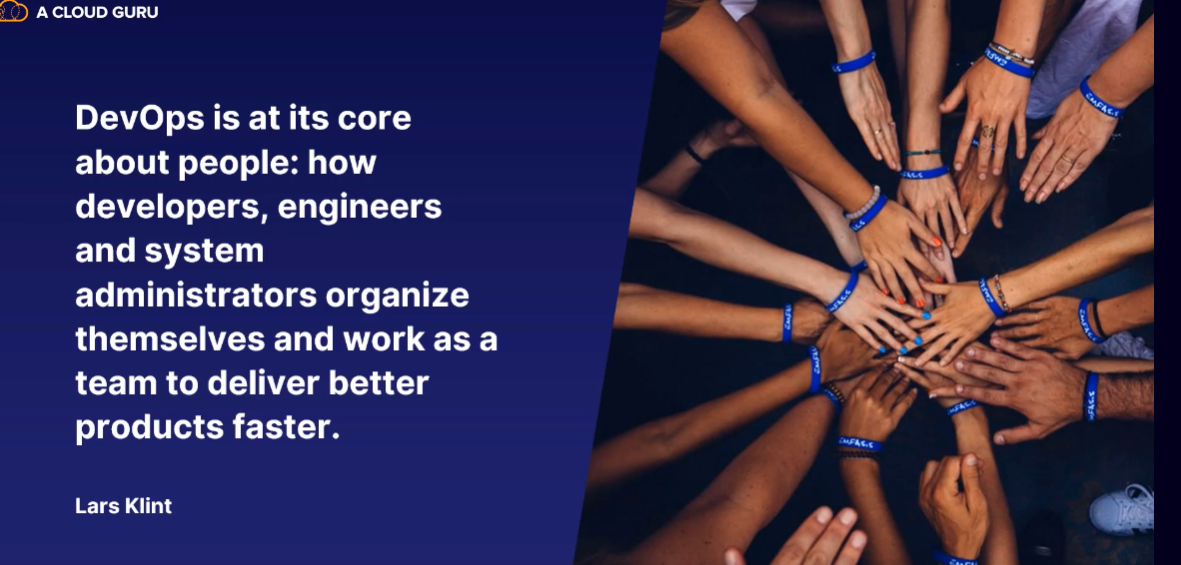 A CLOUD GURU
DevOps is at its core
about people: how
developers, engineers
and system
administrators organize
themselves and work as a
team to deliver better
products faster.
Lars Klint